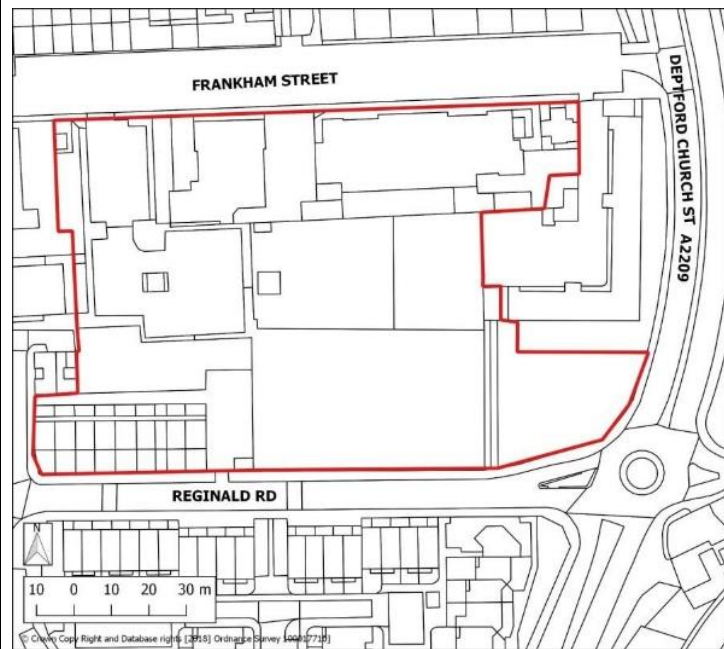 FRANKHAM STREET
DEPTFORD CHURCH ST A2209
REGINALD RD
N
10 0 10 20 30 m
© Crown Copy Right and Database rights [2018] Ordnance Survey